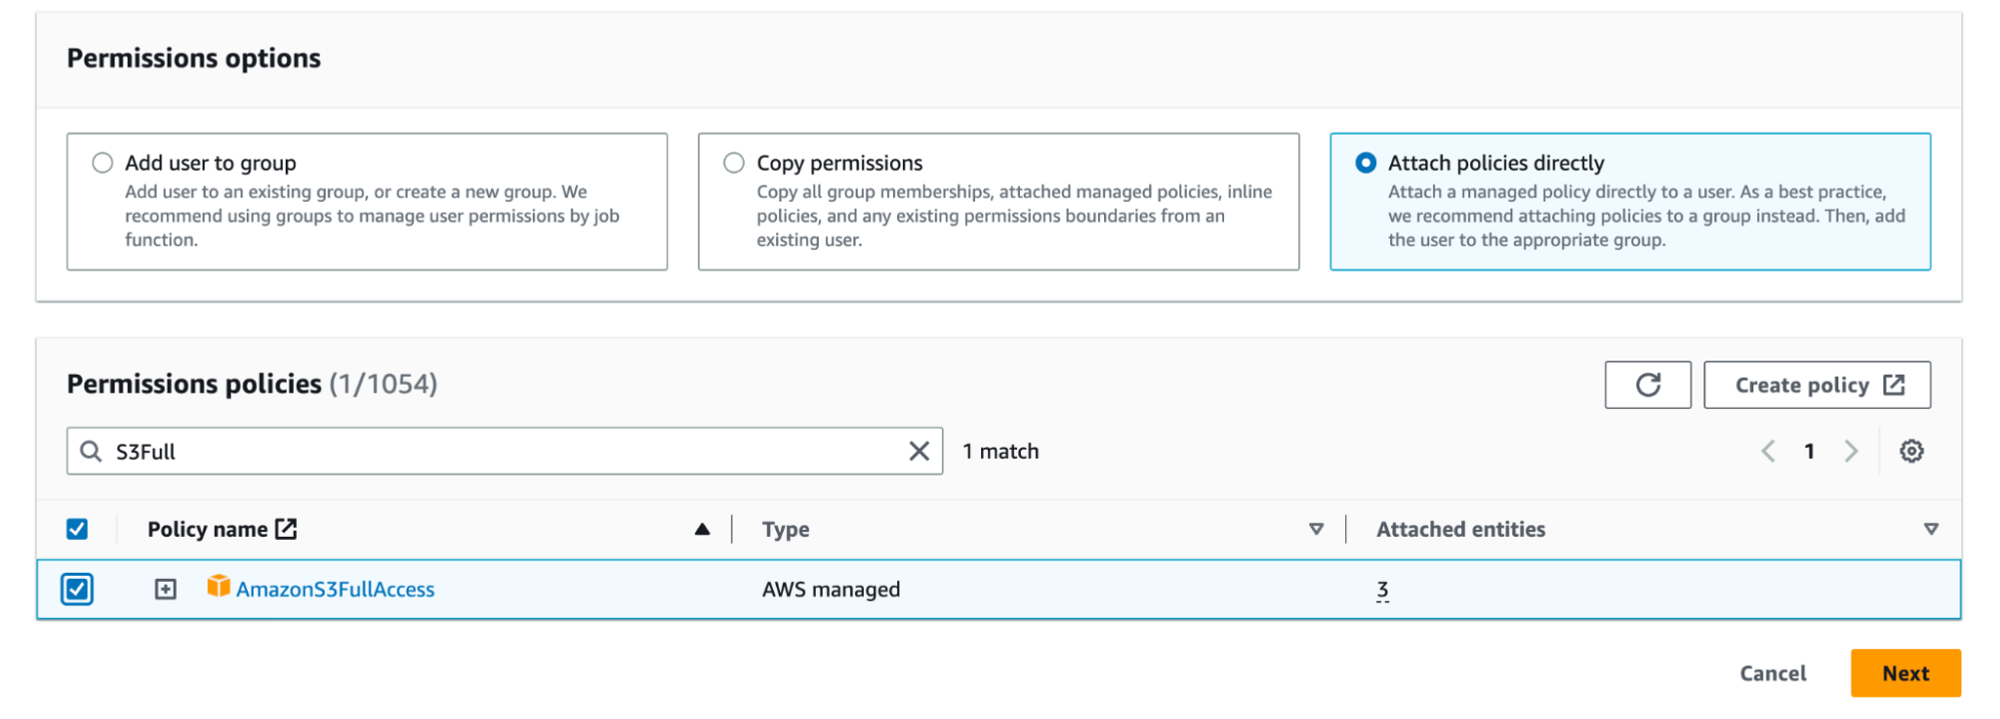 Permissions options
Add user to group
Add user to an existing group, or create a new group. We
recommend using groups to manage user permissions by job
function.
Copy permissions
Copy all group memberships, attached managed policies, inline
policies, and any existing permissions boundaries from an
existing user.
Attach policies directly
Attach a managed policy directly to a user. As a best practice,
we recommend attaching policies to a group instead. Then, add
the user to the appropriate group.
Permissions policies (1/1054)
Create policy
S3Full
1 match
1
Policy name
Type
Attached entities
AmazonS3FullAccess
AWS managed
3
Cancel
Next